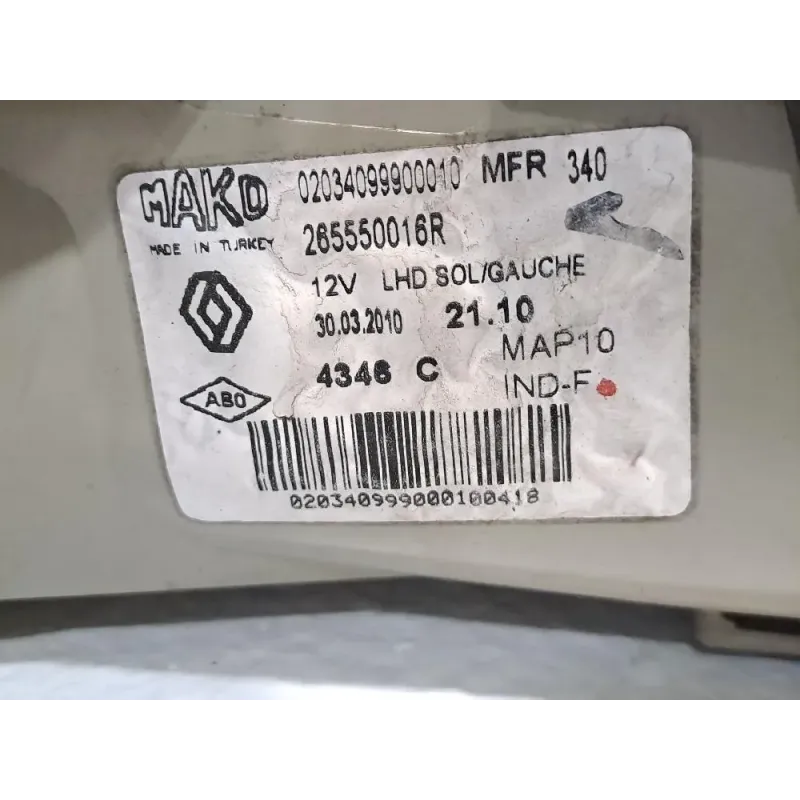 MAKO 02034099900010 MFR 340
MADE IN TURKEY 265550016R
12V LHD SOL/GAUCHE
30.03.2010 21.10
4346 C MAP10
ABO IND-F
020340999000100418